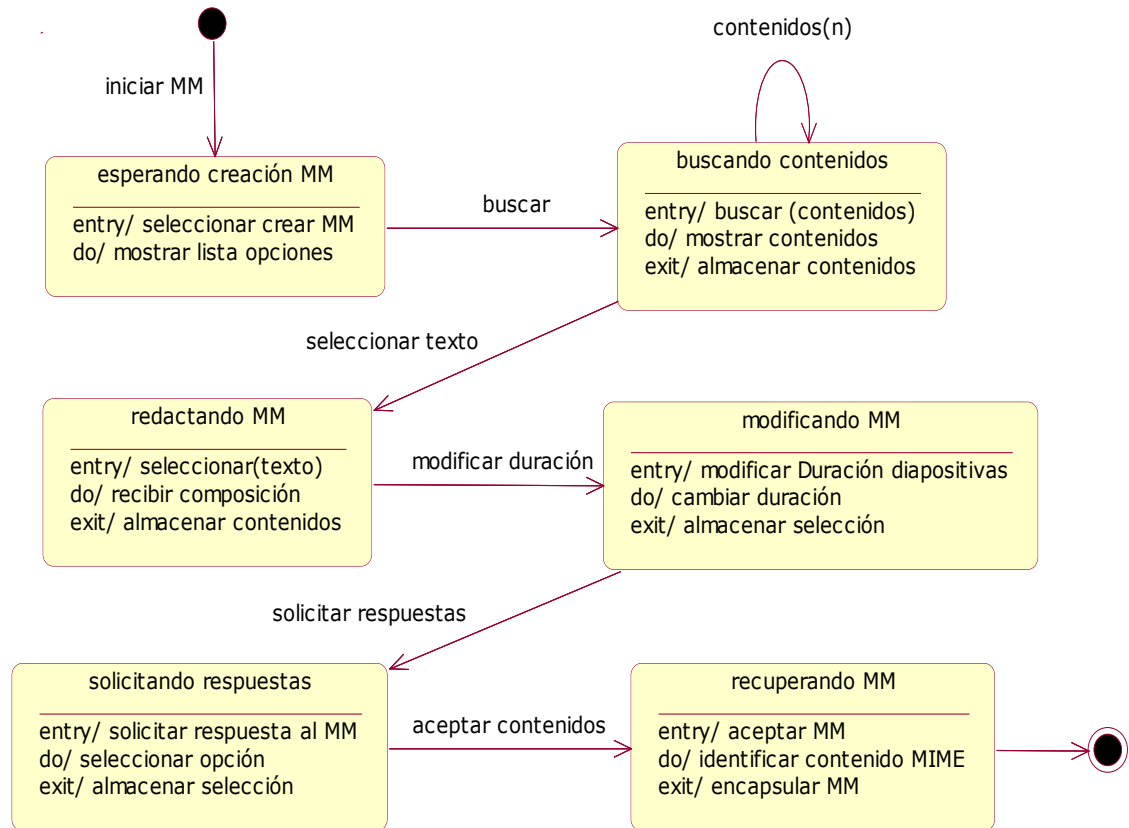 contenidos(n)
iniciar MM
esperando creación MM
entry/ seleccionar crear MM
do/ mostrar lista opciones
buscar
buscando contenidos
entry/ buscar (contenidos)
do/ mostrar contenidos
exit/ almacenar contenidos
seleccionar texto
redactando MM
entry/ seleccionar(texto)
do/ recibir composición
exit/ almacenar contenidos
modificar duración
modificando MM
entry/ modificar Duración diapositivas
do/ cambiar duración
exit/ almacenar selección
solicitar respuestas
solicitando respuestas
entry/ solicitar respuesta al MM
do/ seleccionar opción
exit/ almacenar selección
aceptar contenidos
recuperando MM
entry/ aceptar MM
do/ identificar contenido MIME
exit/ encapsular MM